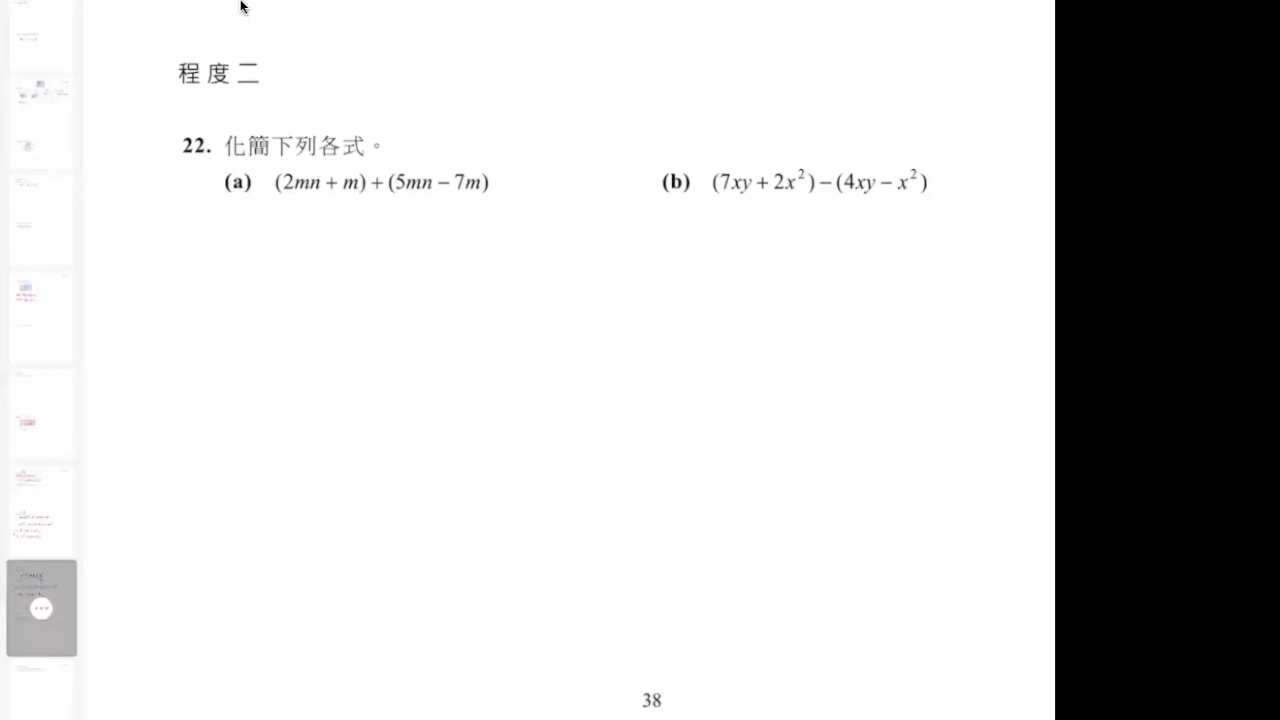 程度二
22. 化簡下列各式。
(a) (2mn + m) + (5mn − 7m) (b) (7xy + 2x²) − (4xy − x²)
38